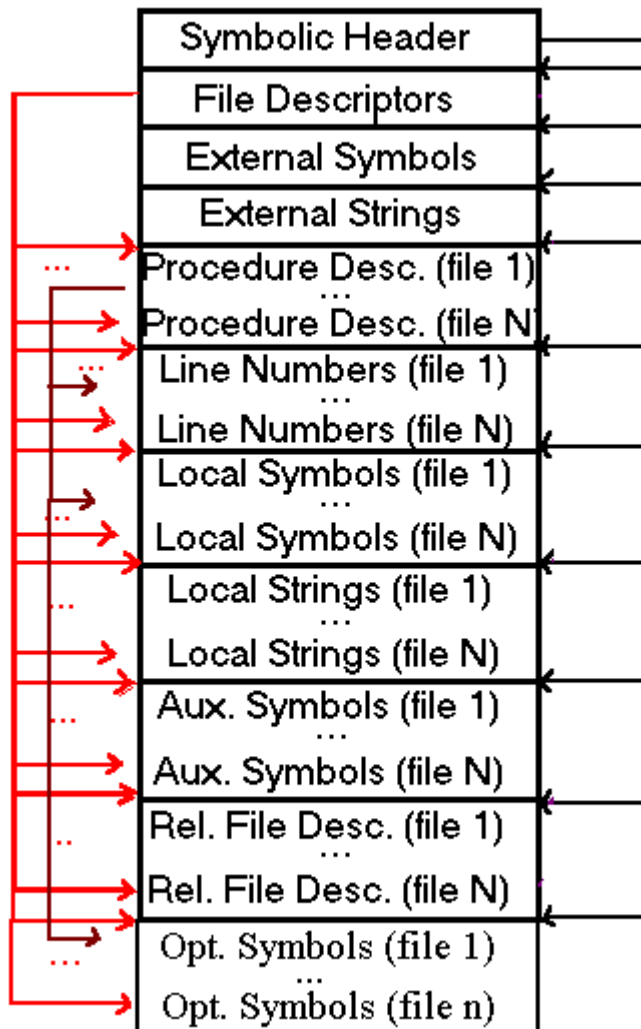 Symbolic Header
File Descriptors
External Symbols
External Strings
Procedure Desc. (file 1)
...
Procedure Desc. (file N)
Line Numbers (file 1)
...
Line Numbers (file N)
Local Symbols (file 1)
...
Local Symbols (file N)
Local Strings (file 1)
...
Local Strings (file N)
Aux. Symbols (file 1)
...
Aux. Symbols (file N)
Rel. File Desc. (file 1)
...
Rel. File Desc. (file N)
Opt. Symbols (file 1)
...
Opt. Symbols (file n)